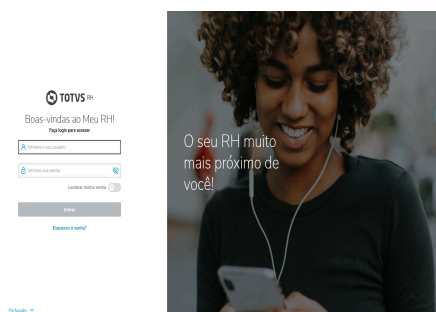 TOTVS RH
Boas-vindas ao Meu RH!
Faça login para acessar
Informe o seu usuário
Informe sua senha
Lembrar minha senha
Entrar
Esqueceu a senha?
Português
O seu RH muito
mais próximo de
você!